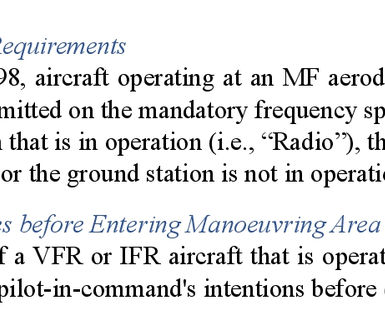 Requirements
98, aircraft operating at an MF aerod
mitted on the mandatory frequency sp
that is in operation (i.e., “Radio”), th
or the ground station is not in operati
es before Entering Manoeuvring Area
f a VFR or IFR aircraft that is operat
pilot-in-command's intentions before